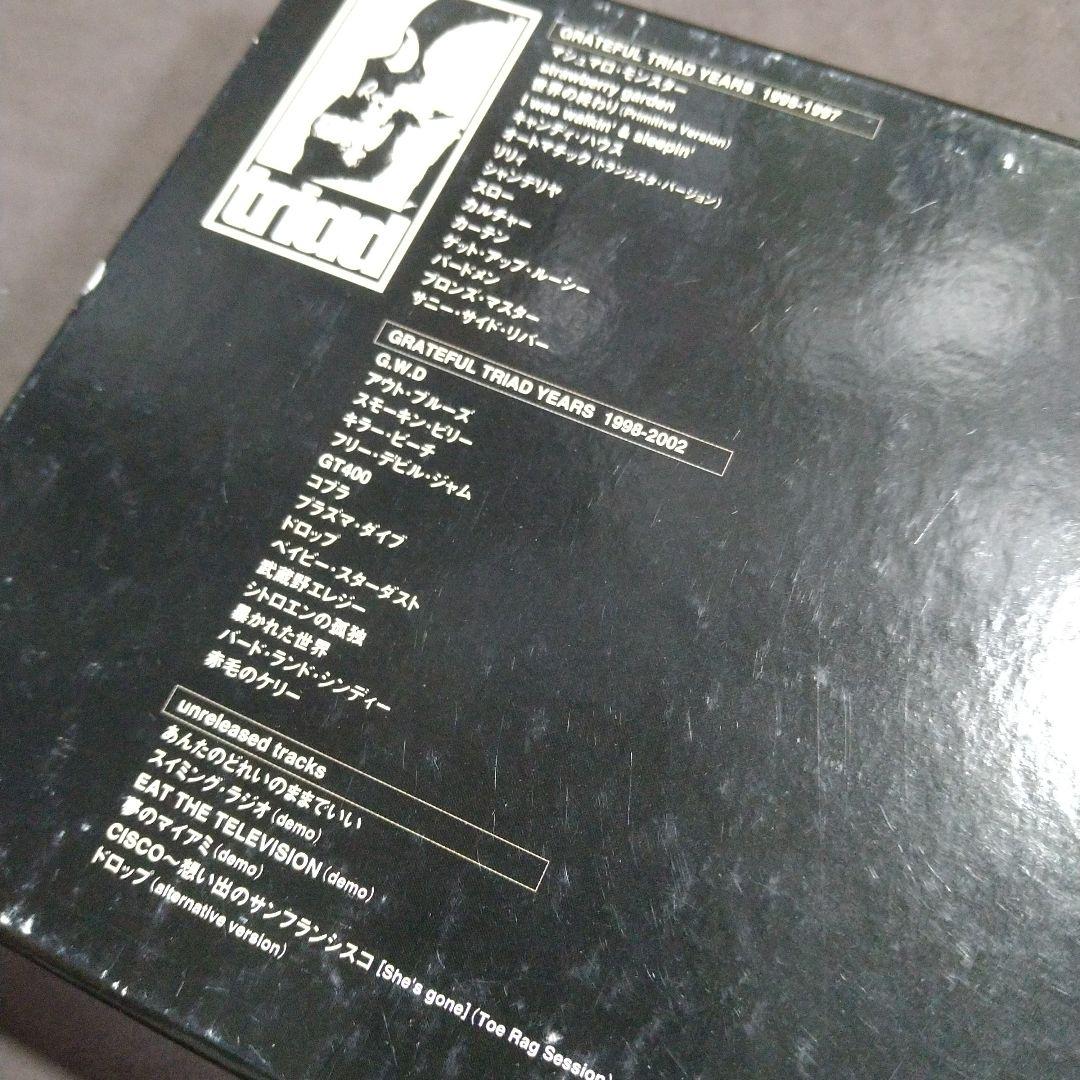 triad
GRATEFUL TRIAD YEARS 1995-1997
マシュマロ・モンスター
strawberry garden
世界の終わり(Primitive Version)
I was walkin' & sleepin'
キャンディ・ハウス
オートマチック(トランジスタ・バージョン)
リリィ
シャンデリヤ
スロー
カルチャー
カーテン
ゲット・アップ・ルーシー
バードメン
ブロンズ・マスター
サニー・サイド・リバー
GRATEFUL TRIAD YEARS 1998-2002
G.W.D
アウト・ブルーズ
スモーキン・ビリー
キラー・ビーチ
フリー・デビル・ジャム
GT400
コブラ
プラズマ・ダイブ
ドロップ
ベイビー・スターダスト
武蔵野エレジー
シトロエンの孤独
暴かれた世界
バード・ランド・シンディー
赤毛のケリー
unreleased tracks
あんたのどれいのままでいい
スイミング・ラジオ(demo)
EAT THE TELEVISION(demo)
夢のマイアミ(demo)
CISCO〜想い出のサンフランシスコ[She's gone](Toe Rag Session)
ドロップ(alternative version)